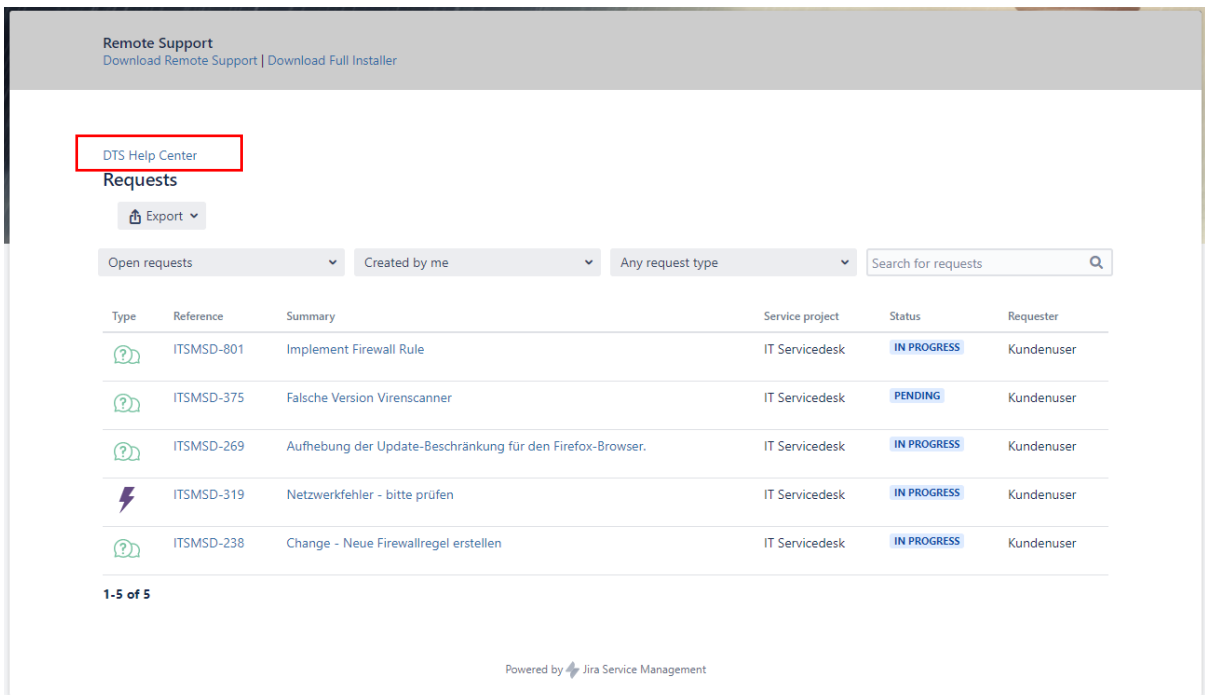 Remote Support
Download Remote Support | Download Full Installer
DTS Help Center
Requests
Export
Open requests Created by me Any request type Search for requests
Type Reference Summary Service project Status Requester
ITSMSD-801 Implement Firewall Rule IT Servicedesk IN PROGRESS Kundenuser
ITSMSD-375 Falsche Version Virenscanner IT Servicedesk PENDING Kundenuser
ITSMSD-269 Aufhebung der Update-Beschränkung für den Firefox-Browser. IT Servicedesk IN PROGRESS Kundenuser
ITSMSD-319 Netzwerkfehler - bitte prüfen IT Servicedesk IN PROGRESS Kundenuser
ITSMSD-238 Change - Neue Firewallregel erstellen IT Servicedesk IN PROGRESS Kundenuser
1-5 of 5
Powered by Jira Service Management